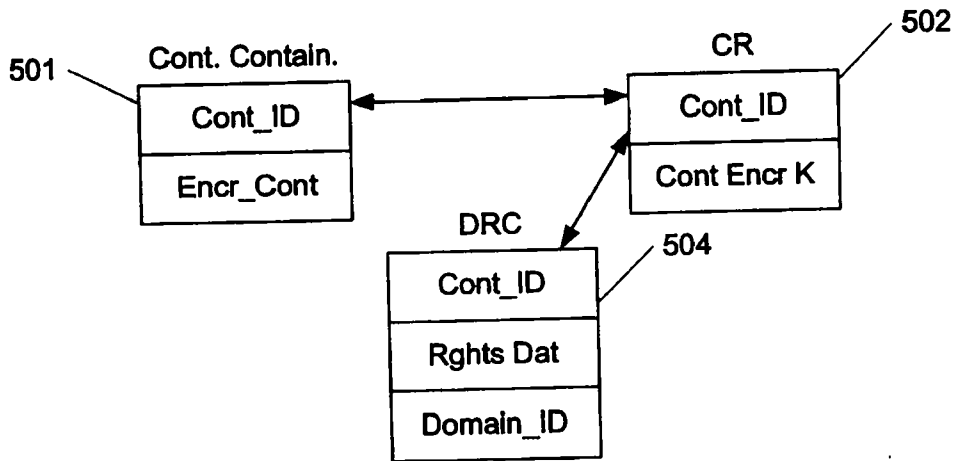 501
Cont. Contain.
Cont_ID
Encr_Cont
CR
502
Cont_ID
Cont Encr K
DRC
504
Cont_ID
Rghts Dat
Domain_ID